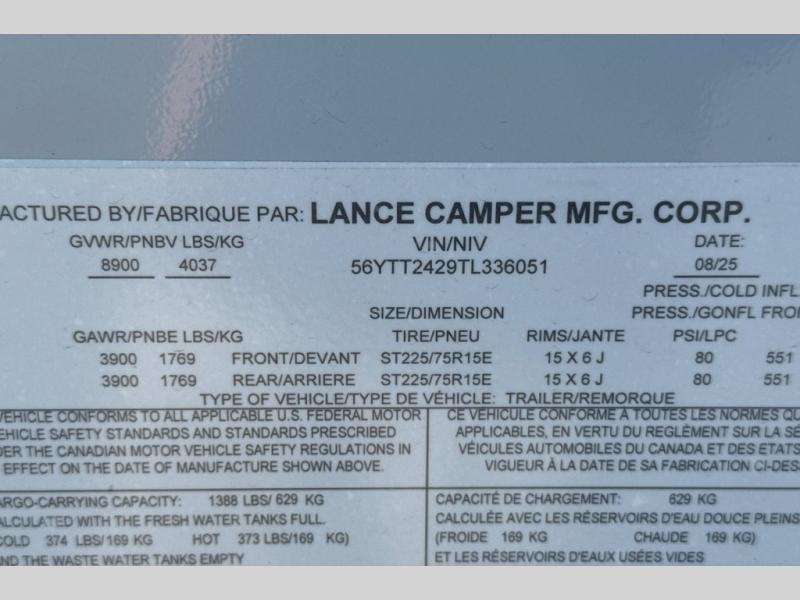 ACTURED BY/FABRIQUE PAR: LANCE CAMPER MFG. CORP.
GVWR/PNBV LBS/KG VIN/NIV DATE:
8900 4037 56YTT2429TL336051 08/25
PRESS./COLD INFL
SIZE/DIMENSION PRESS./GONFL FROI
GAWR/PNBE LBS/KG TIRE/PNEU RIMS/JANTE PSI/LPC
3900 1769 FRONT/DEVANT ST225/75R15E 15 X 6 J 80 551
3900 1769 REAR/ARRIERE ST225/75R15E 15 X 6 J 80 551
TYPE OF VEHICLE/TYPE DE VÉHICLE: TRAILER/REMORQUE
VEHICLE CONFORMS TO ALL APPLICABLE U.S. FEDERAL MOTOR
EHICLE SAFETY STANDARDS AND STANDARDS PRESCRIBED
DER THE CANADIAN MOTOR VEHICLE SAFETY REGULATIONS IN
EFFECT ON THE DATE OF MANUFACTURE SHOWN ABOVE.
CE VÉHICULE CONFORME À TOUTES LES NORMES QU
APPLICABLES, EN VERTU DU REGLÈMENT SUR LA SÉ
VÉICULES AUTOMOBILES DU CANADA ET DES ETATS
VIGUEUR À LA DATE DE SA FABRICATION CI-DESS
ARGO-CARRYING CAPACITY: 1388 LBS/ 629 KG
ALCULATED WITH THE FRESH WATER TANKS FULL.
COLD 374 LBS/169 KG HOT 373 LBS/169 KG)
ND THE WASTE WATER TANKS EMPTY
CAPACITÉ DE CHARGEMENT: 629 KG
CALCULÉE AVEC LES RÉSERVOIRS D'EAU DOUCE PLEINS
(FROIDE 169 KG CHAUDE 169 KG)
ET LES RÉSERVOIRS D'EAUX USÉES VIDES